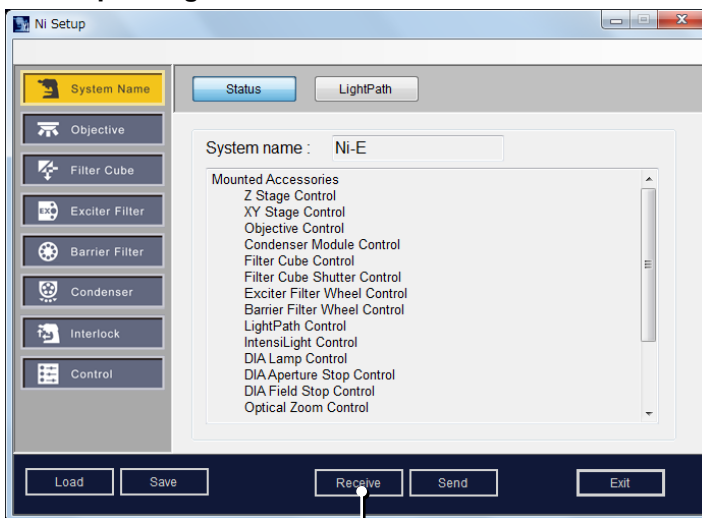 Ni Setup
System Name
Objective
Filter Cube
EXC
Exciter Filter
Barrier Filter
Condenser
Interlock
Control
Status
LightPath
System name : Ni-E
Mounted Accessories
Z Stage Control
XY Stage Control
Objective Control
Condenser Module Control
Filter Cube Control
Filter Cube Shutter Control
Exciter Filter Wheel Control
Barrier Filter Wheel Control
LightPath Control
IntensiLight Control
DIA Lamp Control
DIA Aperture Stop Control
DIA Field Stop Control
Optical Zoom Control
Load
Save
Receive
Send
Exit